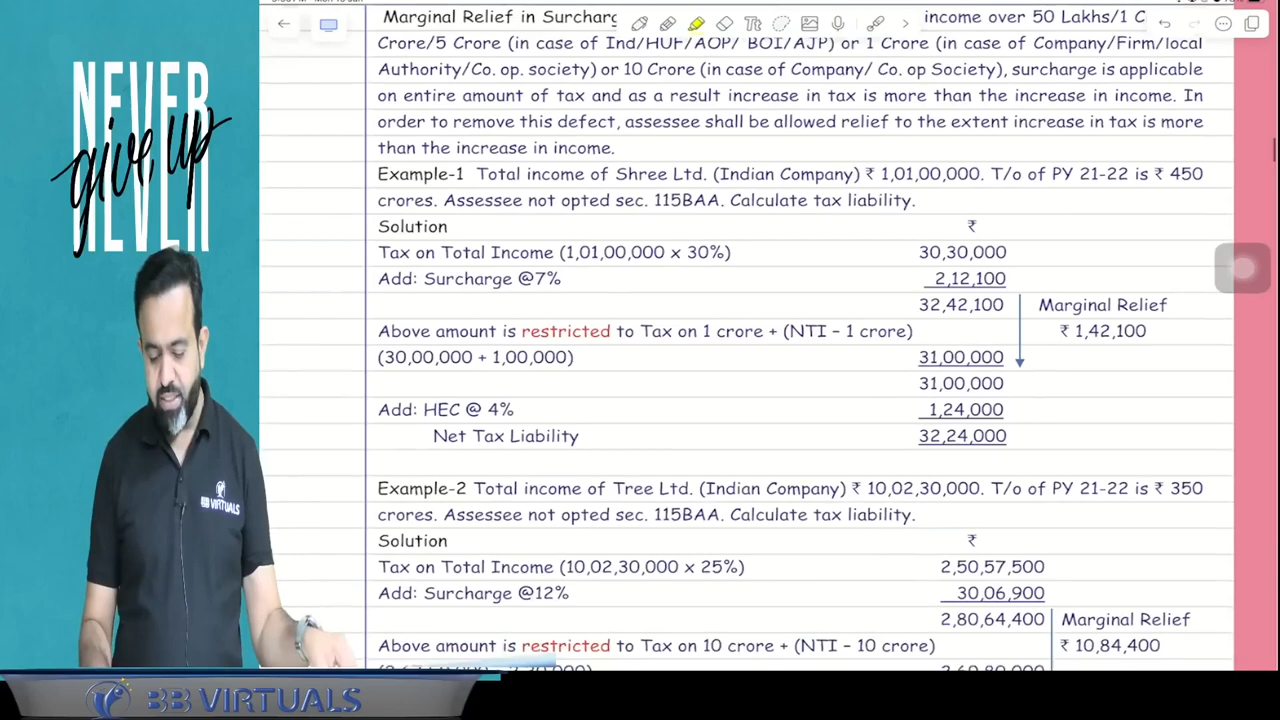 NEVER
give up
NEVER
BB VIRTUALS
Marginal Relief in Surcharg
income over 50 Lakhs/1 C
Crore/5 Crore (in case of Ind/HUF/AOP/ BOI/AJP) or 1 Crore (in case of Company/Firm/local
Authority/Co. op. society) or 10 Crore (in case of Company/ Co. op Society), surcharge is applicable
on entire amount of tax and as a result increase in tax is more than the increase in income. In
order to remove this defect, assessee shall be allowed relief to the extent increase in tax is more
than the increase in income.
Example-1 Total income of Shree Ltd. (Indian Company) ₹ 1,01,00,000. T/o of PY 21-22 is ₹ 450
crores. Assessee not opted sec. 115BAA. Calculate tax liability.
Solution ₹
Tax on Total Income (1,01,00,000 x 30%) 30,30,000
Add: Surcharge @7% 2,12,100
32,42,100 Marginal Relief
Above amount is restricted to Tax on 1 crore + (NTI – 1 crore) ₹ 1,42,100
(30,00,000 + 1,00,000) 31,00,000
31,00,000
Add: HEC @ 4% 1,24,000
Net Tax Liability 32,24,000
Example-2 Total income of Tree Ltd. (Indian Company) ₹ 10,02,30,000. T/o of PY 21-22 is ₹ 350
crores. Assessee not opted sec. 115BAA. Calculate tax liability.
Solution ₹
Tax on Total Income (10,02,30,000 x 25%) 2,50,57,500
Add: Surcharge @12% 30,06,900
2,80,64,400 Marginal Relief
Above amount is restricted to Tax on 10 crore + (NTI – 10 crore) ₹ 10,84,400
BB VIRTUALS